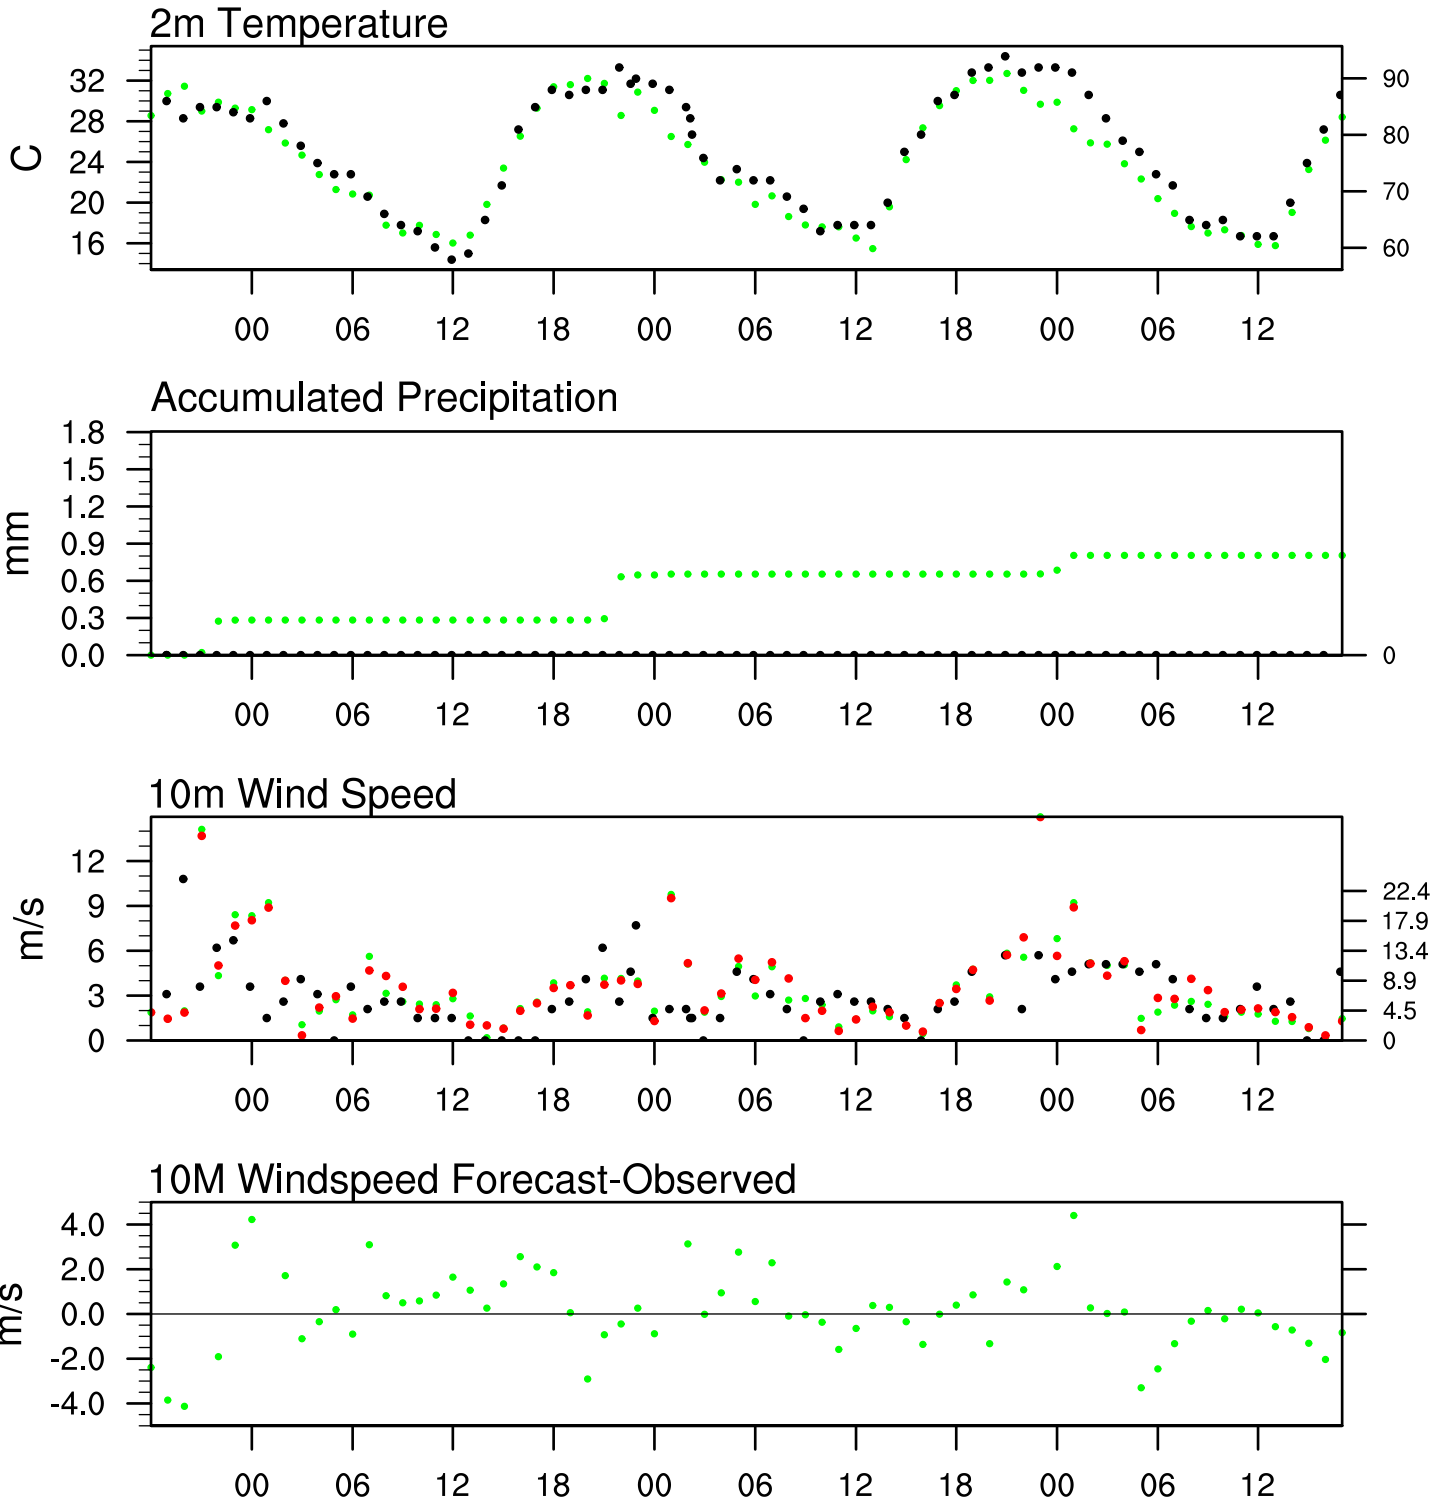 2m Temperature
32
28
24
20
16
C
90
80
70
60
00 06 12 18 00 06 12 18 00 06 12
Accumulated Precipitation
1.8
1.5
1.2
0.9
0.6
0.3
0.0
mm
0
00 06 12 18 00 06 12 18 00 06 12
10m Wind Speed
12
9
6
3
0
m/s
22.4
17.9
13.4
8.9
4.5
0
00 06 12 18 00 06 12 18 00 06 12
10M Windspeed Forecast-Observed
4.0
2.0
0.0
-2.0
-4.0
m/s
00 06 12 18 00 06 12 18 00 06 12